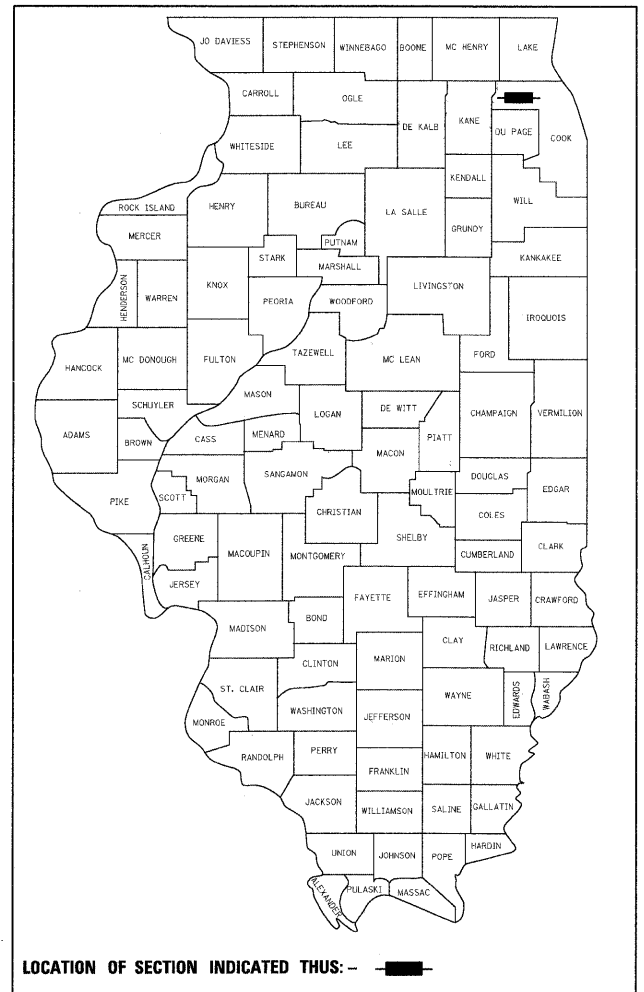 JO DAVIESS STEPHENSON WINNEBAGO BOONE MC HENRY LAKE
CARROLL OGLE DE KALB KANE DU PAGE COOK
WHITESIDE LEE
KENDALL WILL
ROCK ISLAND HENRY BUREAU LA SALLE GRUNDY
MERCER PUTNAM
STARK MARSHALL KANKAKEE
HENDERSON WARREN KNOX PEORIA WOODFORD LIVINGSTON IROQUOIS
HANCOCK MC DONOUGH FULTON TAZEWELL MC LEAN FORD
MASON
SCHUYLER LOGAN DE WITT CHAMPAIGN VERMILION
ADAMS BROWN CASS MENARD MACON PIATT
MORGAN SANGAMON DOUGLAS EDGAR
PIKE SCOTT CHRISTIAN MOULTRIE COLES
GREENE MACOUPIN MONTGOMERY SHELBY CUMBERLAND CLARK
CALHOUN JERSEY
FAYETTE EFFINGHAM JASPER CRAWFORD
MADISON BOND
CLINTON MARION CLAY RICHLAND LAWRENCE
ST. CLAIR WAYNE EDWARDS WABASH
MONROE WASHINGTON JEFFERSON
RANDOLPH PERRY HAMILTON WHITE
FRANKLIN
JACKSON WILLIAMSON SALINE GALLATIN
UNION JOHNSON POPE HARDIN
ALEXANDER PULASKI MASSAC
LOCATION OF SECTION INDICATED THUS: –